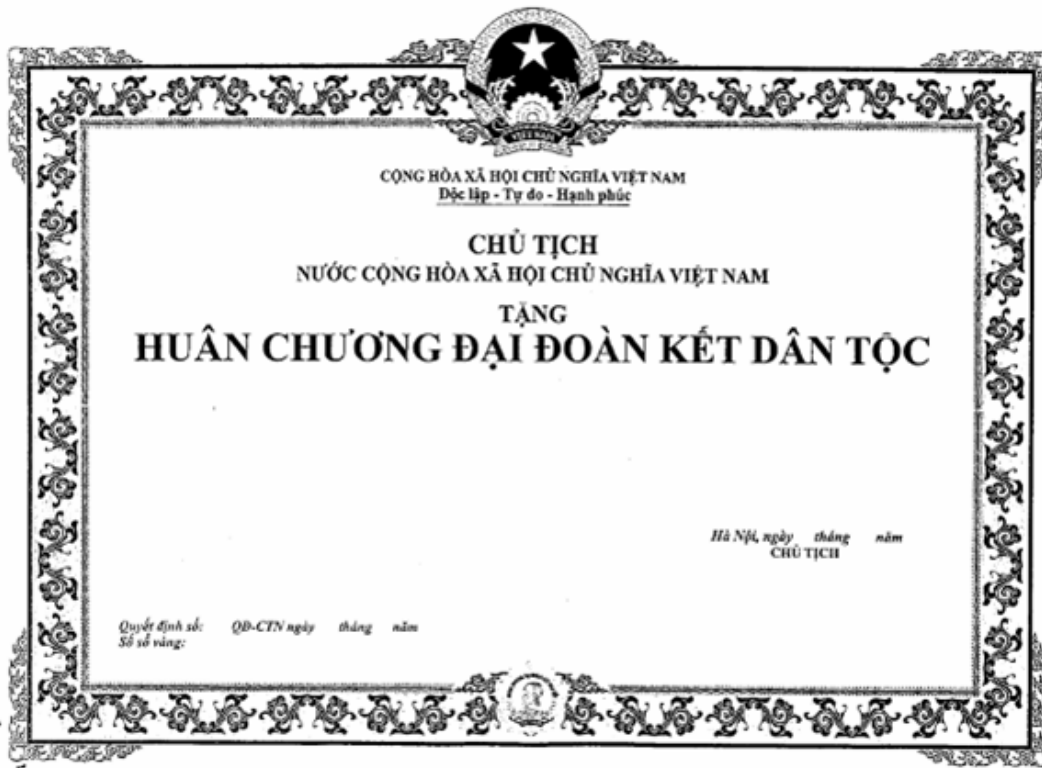 VIỆT NAM
CỘNG HÒA XÃ HỘI CHỦ NGHĨA VIỆT NAM
Độc lập - Tự do - Hạnh phúc
CHỦ TỊCH
NƯỚC CỘNG HÒA XÃ HỘI CHỦ NGHĨA VIỆT NAM
TẶNG
HUÂN CHƯƠNG ĐẠI ĐOÀN KẾT DÂN TỘC
Hà Nội, ngày tháng năm
CHỦ TỊCH
Quyết định số: QĐ-CTN ngày tháng năm
Số sổ vàng: